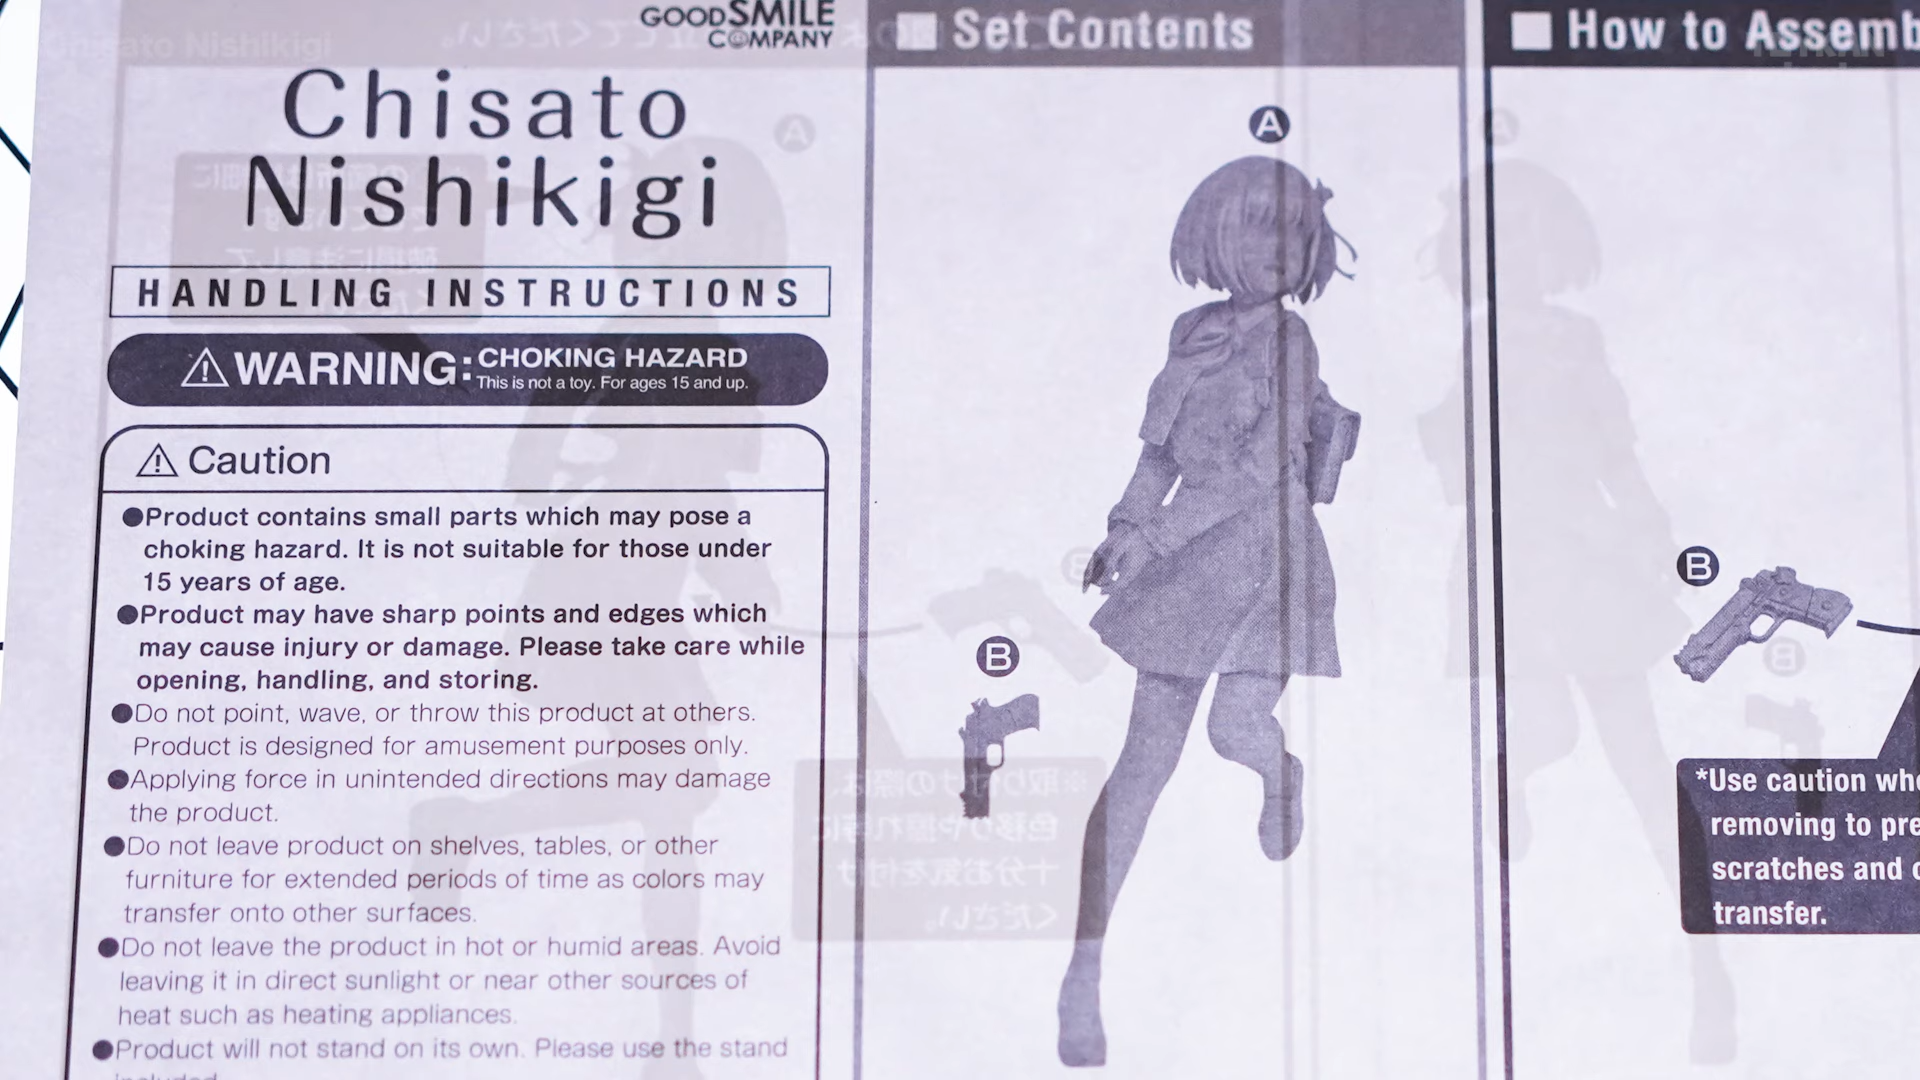 GOODSMILE
COMPANY
Chisato
Nishikigi
HANDLING INSTRUCTIONS
WARNING: CHOKING HAZARD
This is not a toy. For ages 15 and up.
Caution
●Product contains small parts which may pose a
choking hazard. It is not suitable for those under
15 years of age.
●Product may have sharp points and edges which
may cause injury or damage. Please take care while
opening, handling, and storing.
●Do not point, wave, or throw this product at others.
Product is designed for amusement purposes only.
●Applying force in unintended directions may damage
the product.
●Do not leave product on shelves, tables, or other
furniture for extended periods of time as colors may
transfer onto other surfaces.
●Do not leave the product in hot or humid areas. Avoid
leaving it in direct sunlight or near other sources of
heat such as heating appliances.
●Product will not stand on its own. Please use the stand
■ Set Contents
A
B
■ How to Assemb
B
*Use caution whe
removing to pre
scratches and c
transfer.